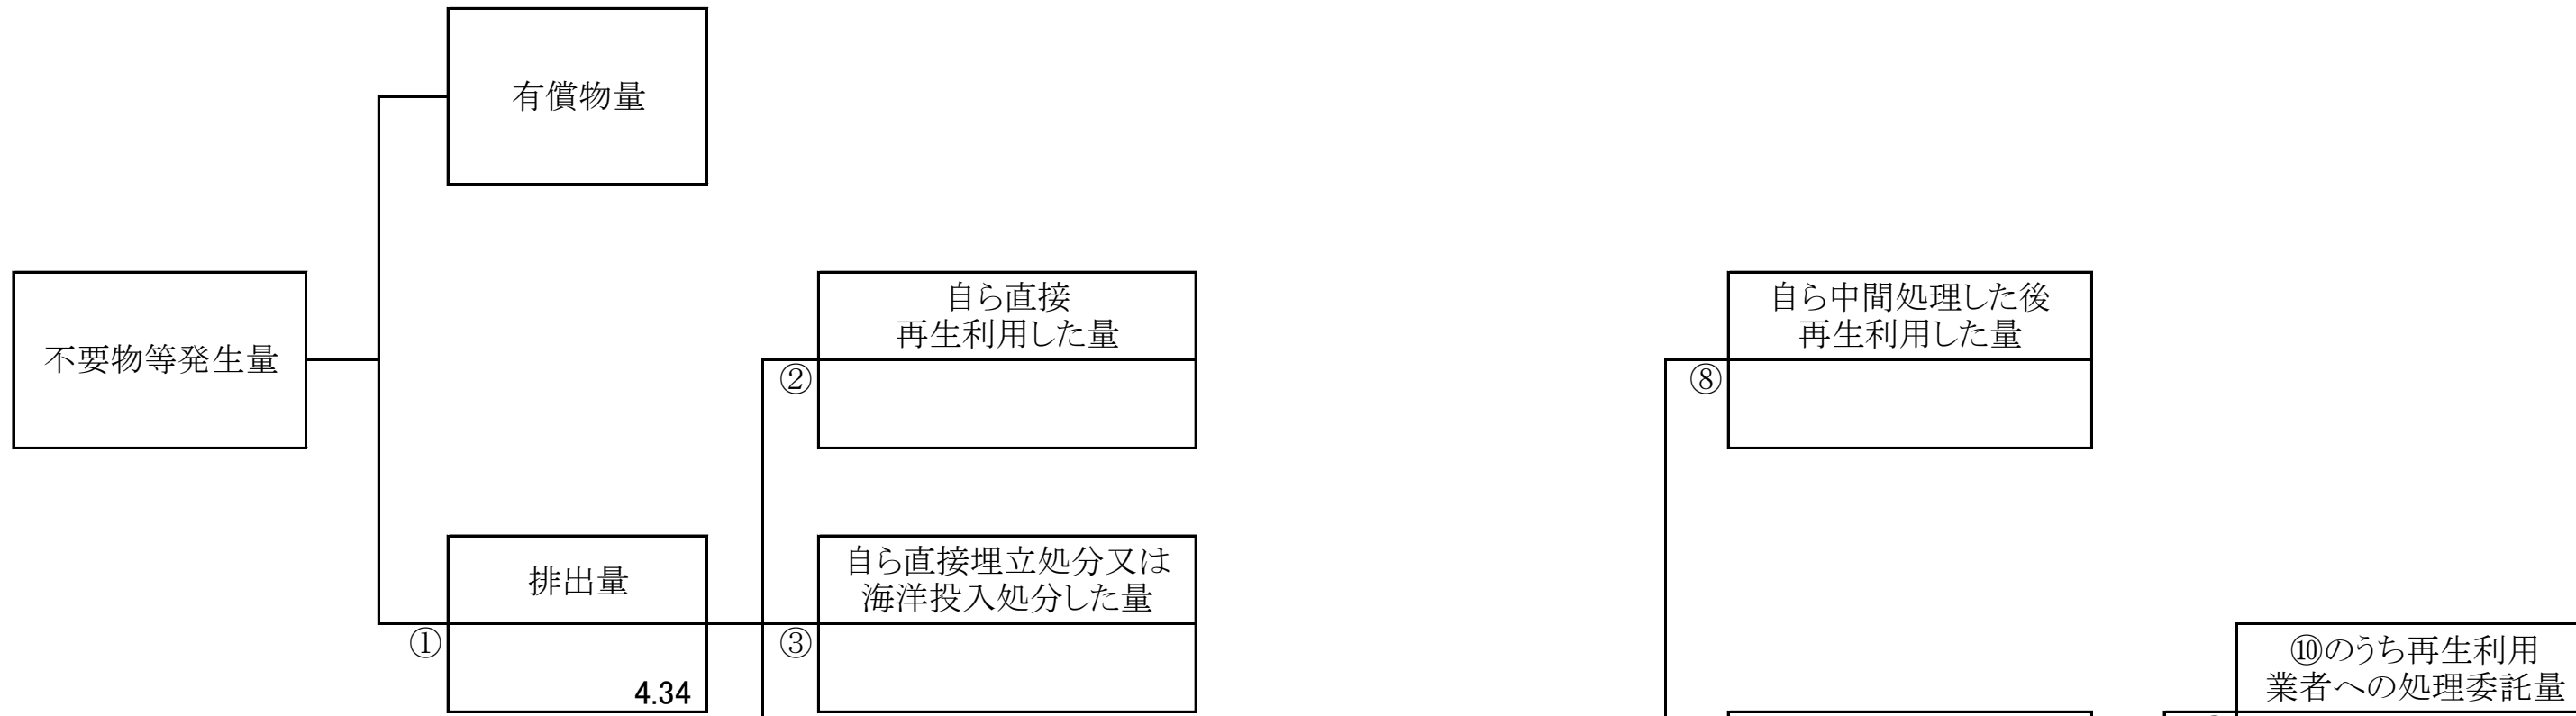 有償物量
不要物等発生量
自ら直接
再生利用した量
②
自ら中間処理した後
再生利用した量
⑧
排出量
①
4.34
自ら直接埋立処分又は
海洋投入処分した量
③
⑩のうち再生利用
業者への処理委託量